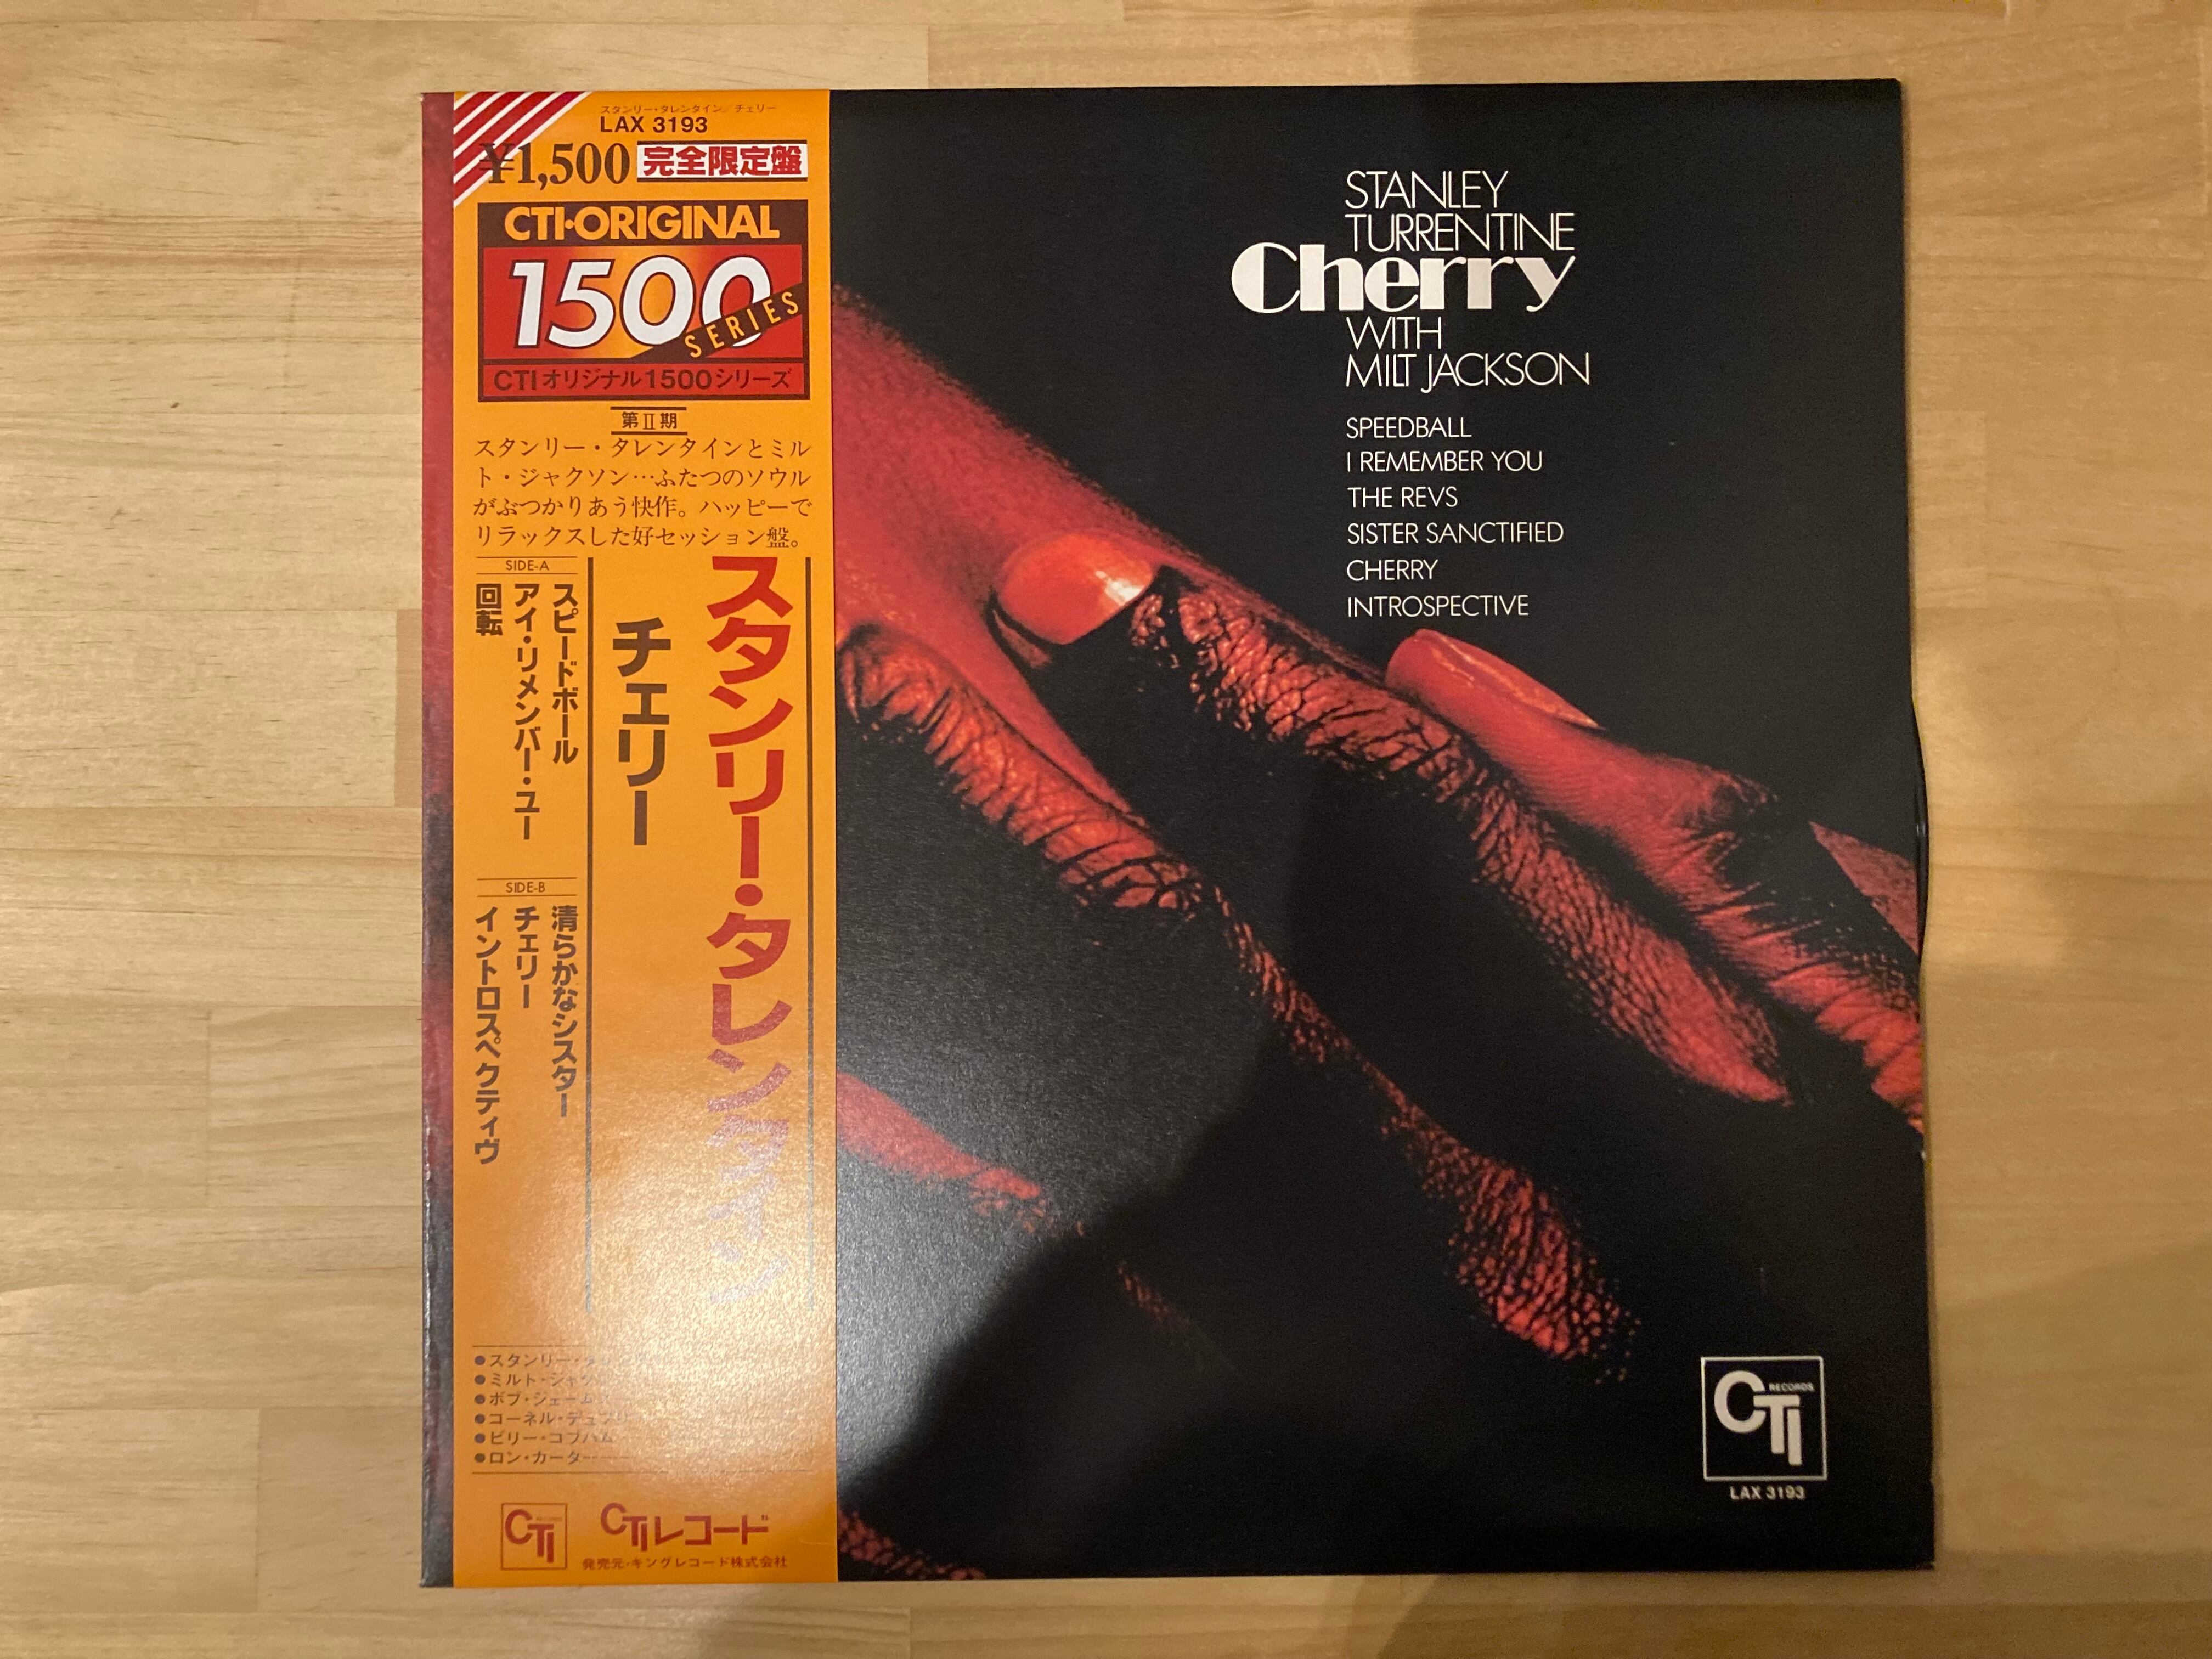 スタンリー・タレンタイン/チェリー
LAX 3193
¥1,500 完全限定盤
CTI·ORIGINAL
1500
SERIES
CTIオリジナル1500シリーズ
第Ⅱ期
スタンリー・タレンタインとミル
ト・ジャクソン…ふたつのソウル
がぶつかりあう快作。ハッピーで
リラックスした好セッション盤。
スタンリー・タレンタイン
チェリー
SIDE-A
スピードボール
アイ・リメンバー・ユー
回転
SIDE-B
清らかなシスター
チェリー
イントロスペクティヴ
●スタンリー・
●ミルト・ジャク
●ボブ・ジェームス
●コーネル・デュプリー
●ビリー・コブハム
●ロン・カーター
CTI
CTIレコード
発売元・キングレコード株式会社
STANLEY
TURRENTINE
Cherry
WITH
MILT JACKSON
SPEEDBALL
I REMEMBER YOU
THE REVS
SISTER SANCTIFIED
CHERRY
INTROSPECTIVE
CTI RECORDS
LAX 3193